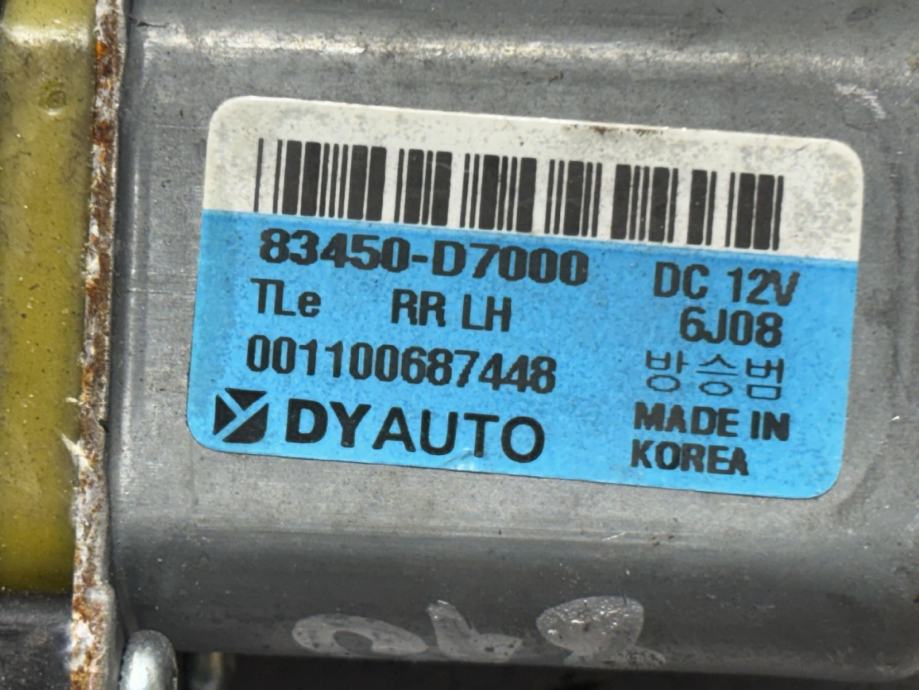 83450-D7000 DC 12V
TLe RR LH 6J08
001100687448 방승범
DYAUTO MADE IN
KOREA